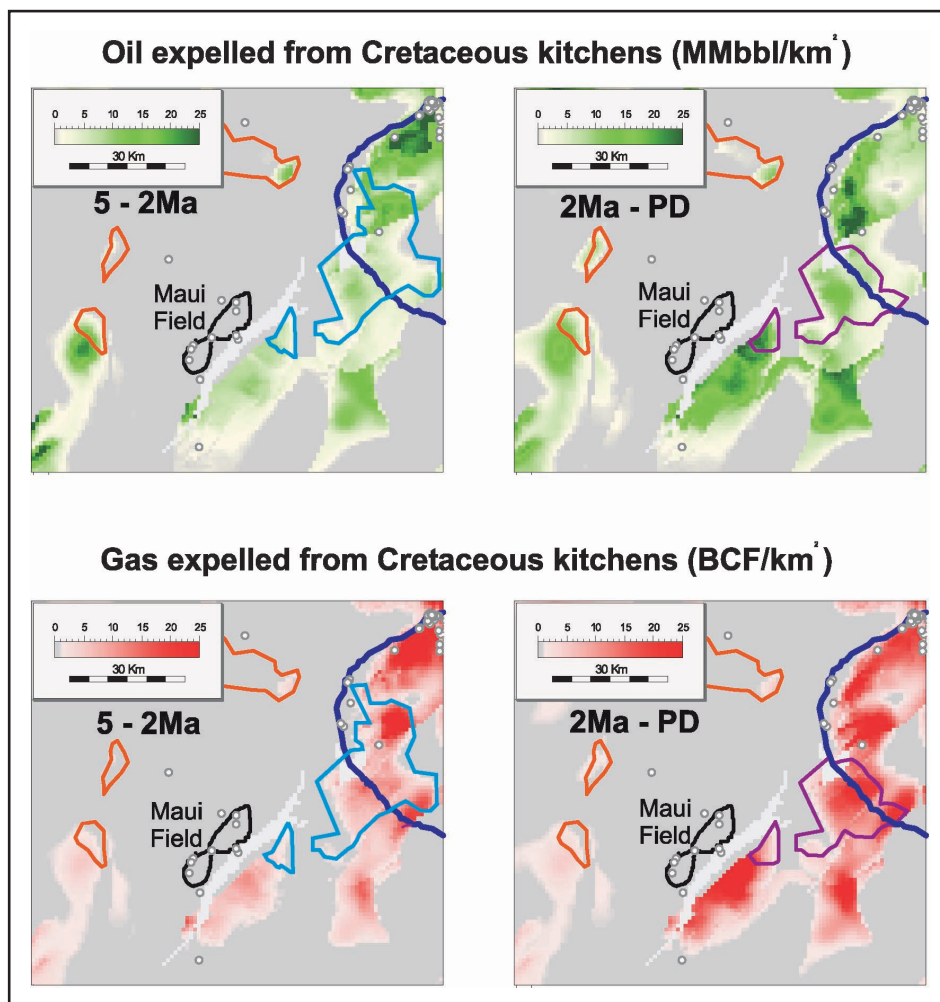 Oil expelled from Cretaceous kitchens (MMbbl/km²)
0 5 10 15 20 25
30 Km
5 - 2Ma
Maui
Field
0 5 10 15 20 25
30 Km
2Ma - PD
Maui
Field
Gas expelled from Cretaceous kitchens (BCF/km²)
0 5 10 15 20 25
30 Km
5 - 2Ma
Maui
Field
0 5 10 15 20 25
30 Km
2Ma - PD
Maui
Field